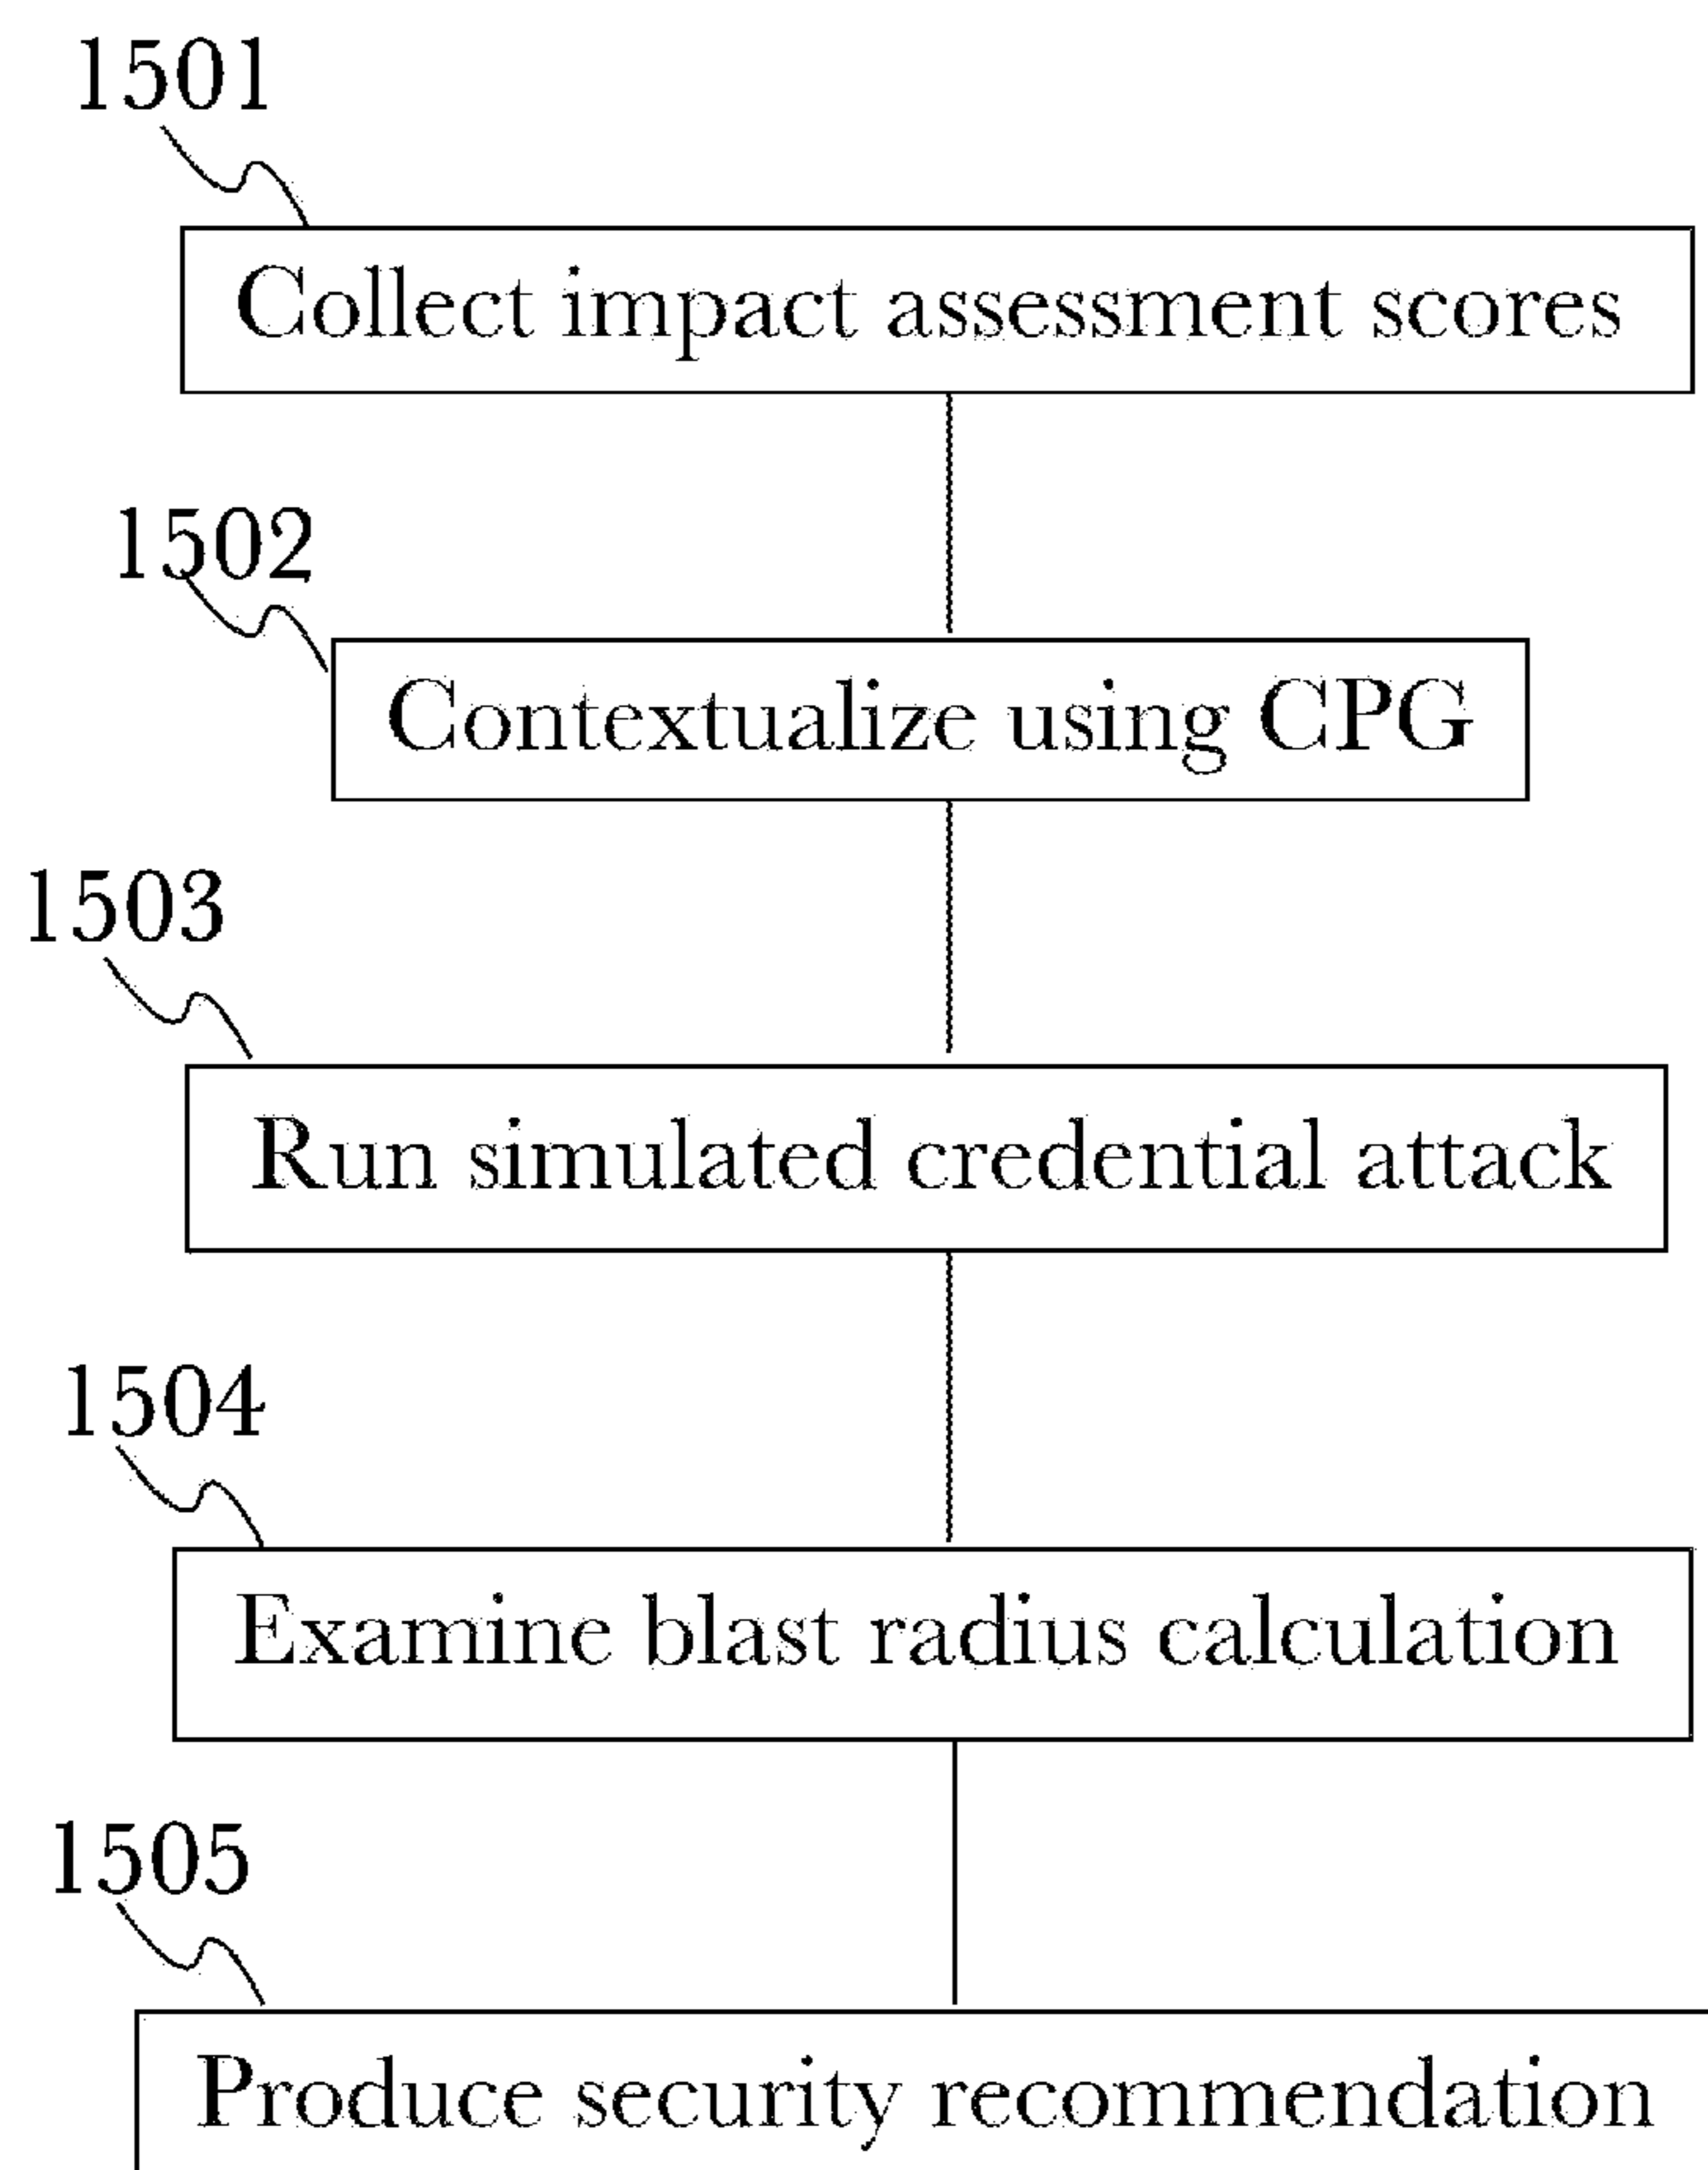 1501
Collect impact assessment scores
1502
Contextualize using CPG
1503
Run simulated credential attack
1504
Examine blast radius calculation
1505
Produce security recommendation